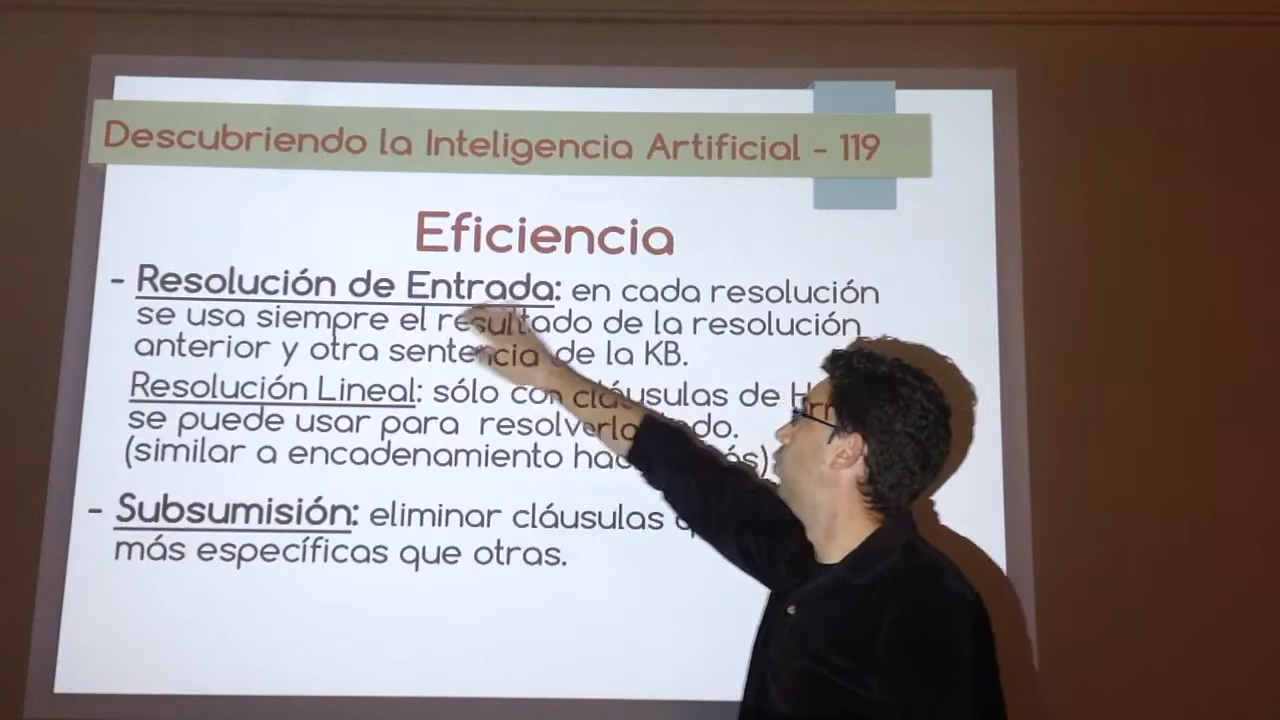 Descubriendo la Inteligencia Artificial - 119
Eficiencia
- Resolución de Entrada: en cada resolución
se usa siempre el resultado de la resolución
anterior y otra sentencia de la KB.
Resolución Lineal: sólo con cláusulas de
se puede usar para resolverlo
(similar a encadenamiento
- Subsumisión: eliminar cláusulas
más específicas que otras.